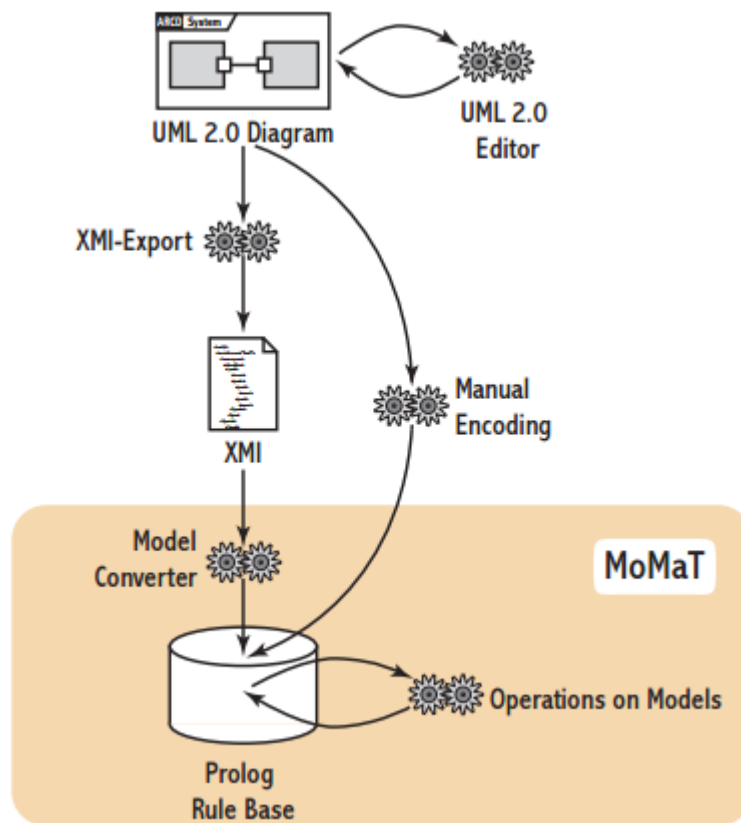 ARCD System
UML 2.0 Diagram
UML 2.0
Editor
XMI-Export
XMI
Manual
Encoding
Model
Converter
MoMaT
Operations on Models
Prolog
Rule Base